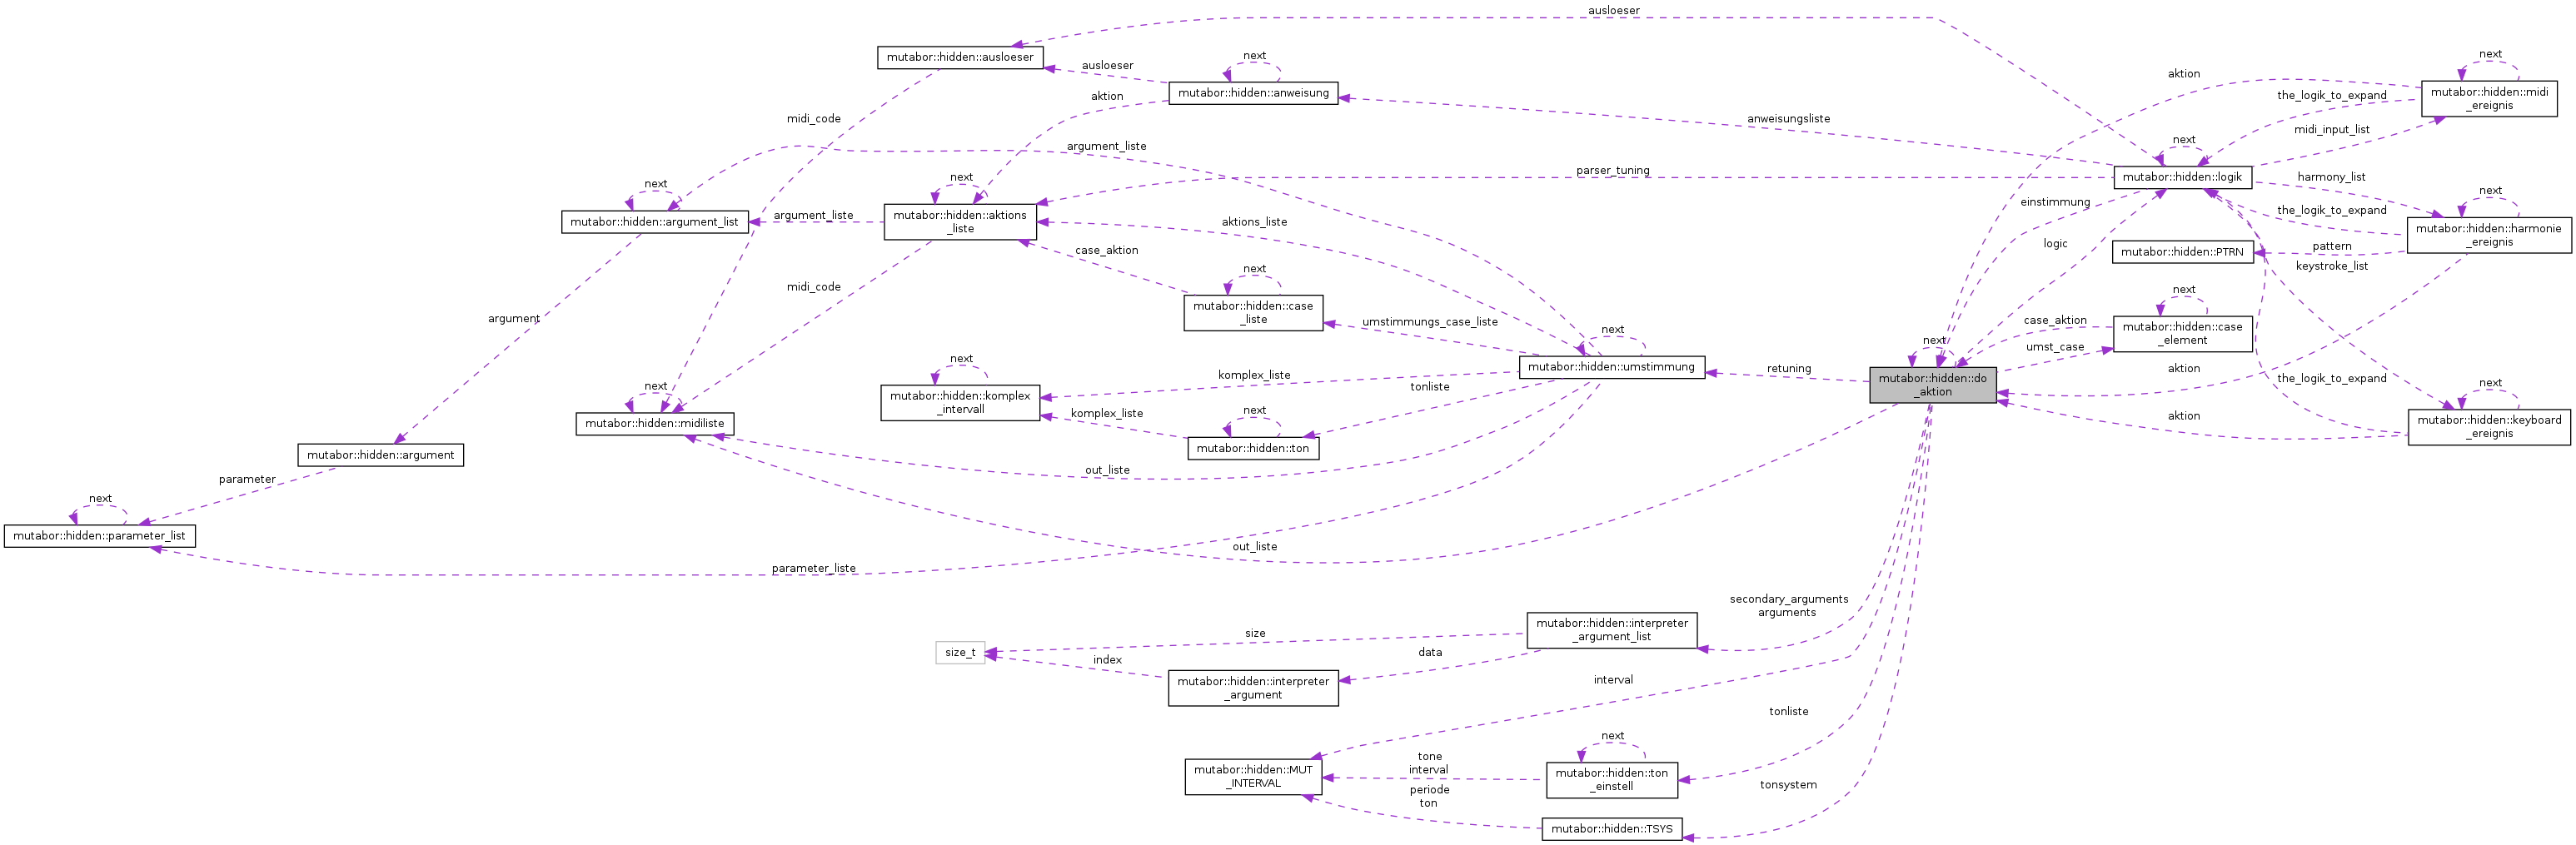 ausloeser
mutabor::hidden::ausloeser
next
ausloeser
mutabor::hidden::anweisung
aktion
next
aktion
mutabor::hidden::midi
_ereignis
the_logik_to_expand
midi_input_list
midi_code
anweisungsliste
next
mutabor::hidden::logik
argument_liste
parser_tuning
next
mutabor::hidden::argument_list
argument_liste
next
mutabor::hidden::aktions
_liste
aktions_liste
einstimmung
harmony_list
next
the_logik_to_expand
mutabor::hidden::harmonie
_ereignis
logic
mutabor::hidden::PTRN
pattern
keystroke_list
case_aktion
midi_code
next
mutabor::hidden::case
_liste
umstimmungs_case_liste
argument
next
mutabor::hidden::umstimmung
next
case_aktion
mutabor::hidden::case
_element
umst_case
next
mutabor::hidden::do
_aktion
retuning
aktion
the_logik_to_expand
next
mutabor::hidden::komplex
_intervall
komplex_liste
tonliste
next
mutabor::hidden::midiliste
komplex_liste
next
mutabor::hidden::ton
aktion
next
mutabor::hidden::keyboard
_ereignis
mutabor::hidden::argument
out_liste
parameter
next
mutabor::hidden::parameter_list
out_liste
parameter_liste
secondary_arguments
arguments
mutabor::hidden::interpreter
_argument_list
size
size_t
data
index
mutabor::hidden::interpreter
_argument
interval
tonliste
next
mutabor::hidden::ton
_einstell
tone
interval
mutabor::hidden::MUT
_INTERVAL
periode
ton
tonsystem
mutabor::hidden::TSYS